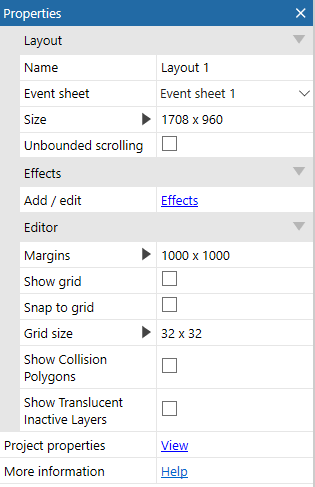 Properties
Layout
Name Layout 1
Event sheet Event sheet 1
Size 1708 x 960
Unbounded scrolling
Effects
Add / edit Effects
Editor
Margins 1000 x 1000
Show grid
Snap to grid
Grid size 32 x 32
Show Collision
Polygons
Show Translucent
Inactive Layers
Project properties View
More information Help